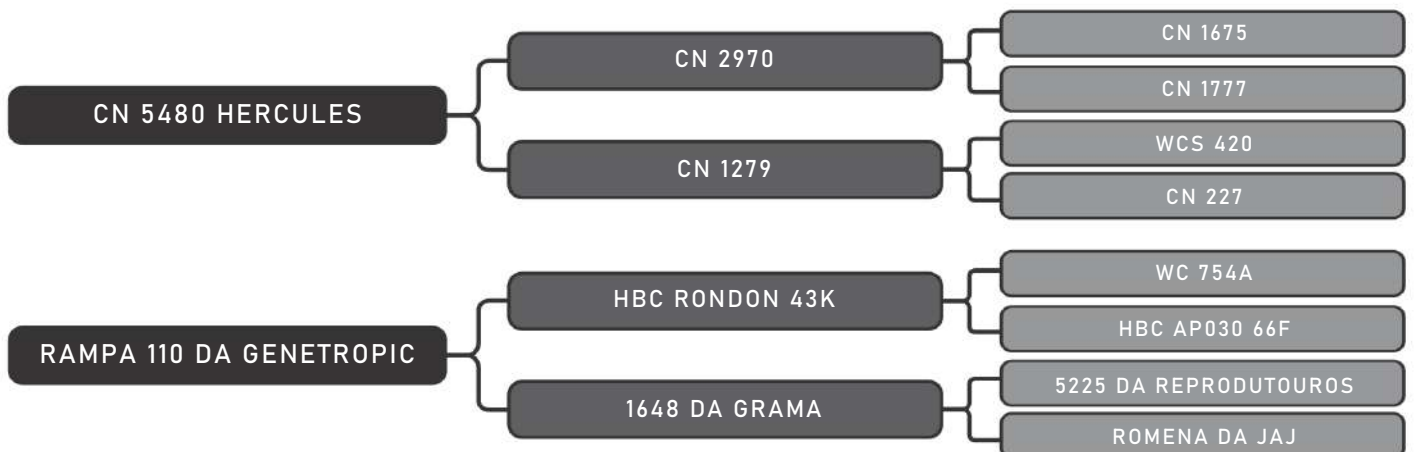 CN 5480 HERCULES
CN 2970
CN 1675
CN 1777
CN 1279
WCS 420
CN 227
RAMPA 110 DA GENETROPIC
HBC RONDON 43K
WC 754A
HBC AP030 66F
1648 DA GRAMA
5225 DA REPRODUTOUROS
ROMENA DA JAJ